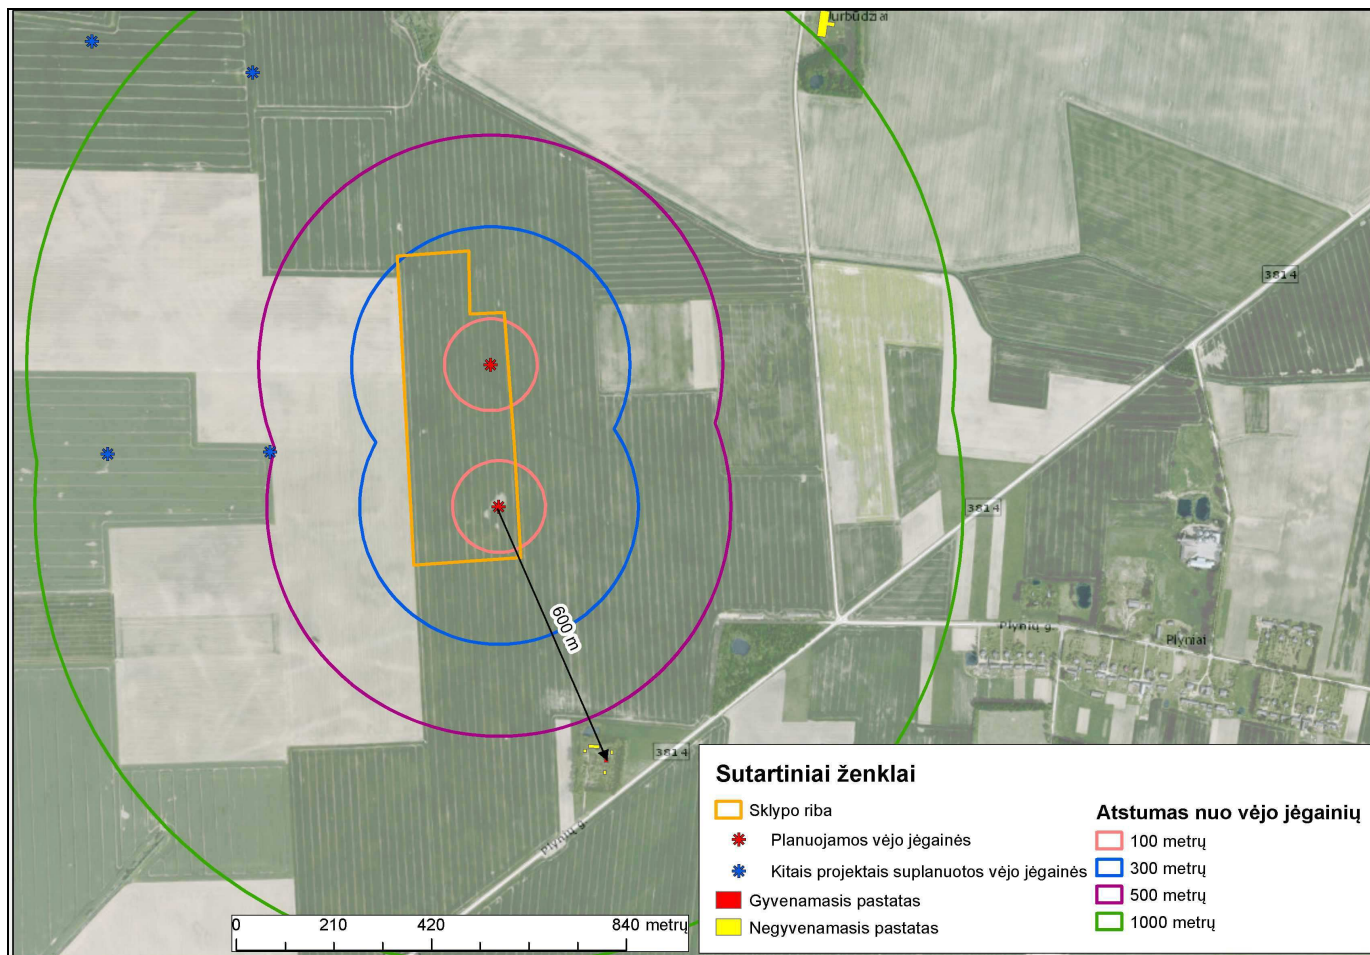 urbūdžiai
3814
3814
600 m
Plynių g.
Plyniai
3814
Plynių g.
Sutartiniai ženklai
Sklypo riba
Planuojamos vėjo jėgainės
Kitais projektais suplanuotos vėjo jėgainės
Gyvenamasis pastatas
Negyvenamasis pastatas
Atstumas nuo vėjo jėgainių
100 metrų
300 metrų
500 metrų
1000 metrų
0 210 420 840 metrų